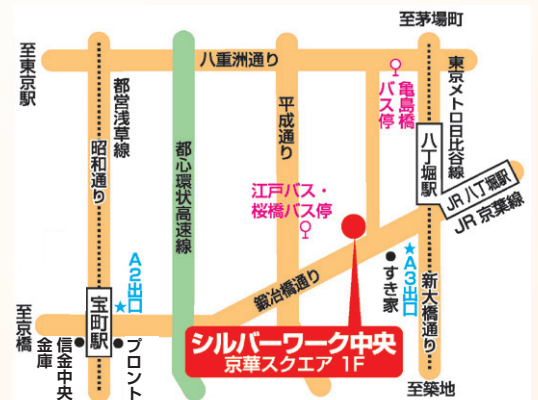 至茅場町
至東京駅
八重洲通り
都営浅草線
昭和通り
都心環状高速線
平成通り
亀島橋
バス停
東京メトロ日比谷線
八丁堀駅
JR 八丁堀駅
JR 京葉線
江戸バス・
桜橋バス停
A2出口
★
鍛冶橋通り
★A3出口
●すき家
新大橋通り
至京橋
宝町駅
信金中央
金庫
プロント
シルバーワーク中央
京華スクエア 1F
至築地